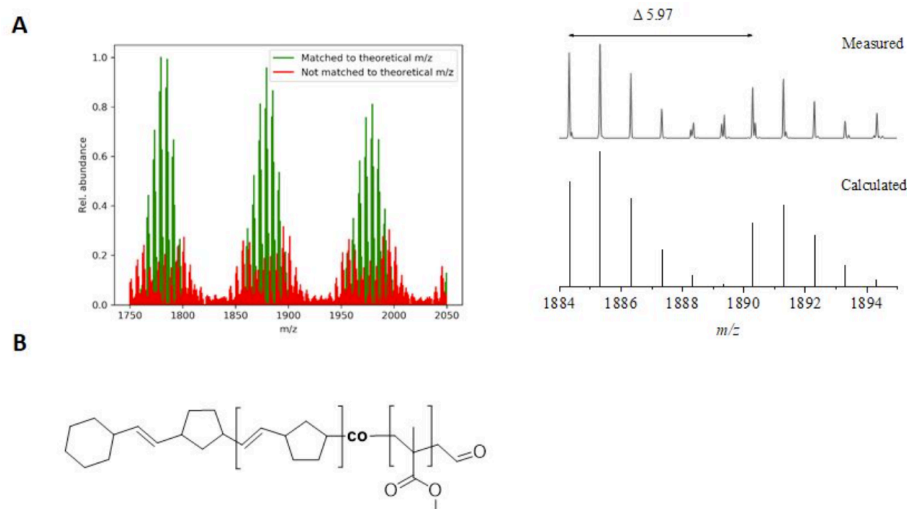 A
Δ 5.97
Measured
Matched to theoretical m/z
Not matched to theoretical m/z
1.0
0.8
0.6
0.4
0.2
0.0
Rel. abundance
1750 1800 1850 1900 1950 2000 2050
m/z
Calculated
1884 1886 1888 1890 1892 1894
m/z
B
co
O
O
O